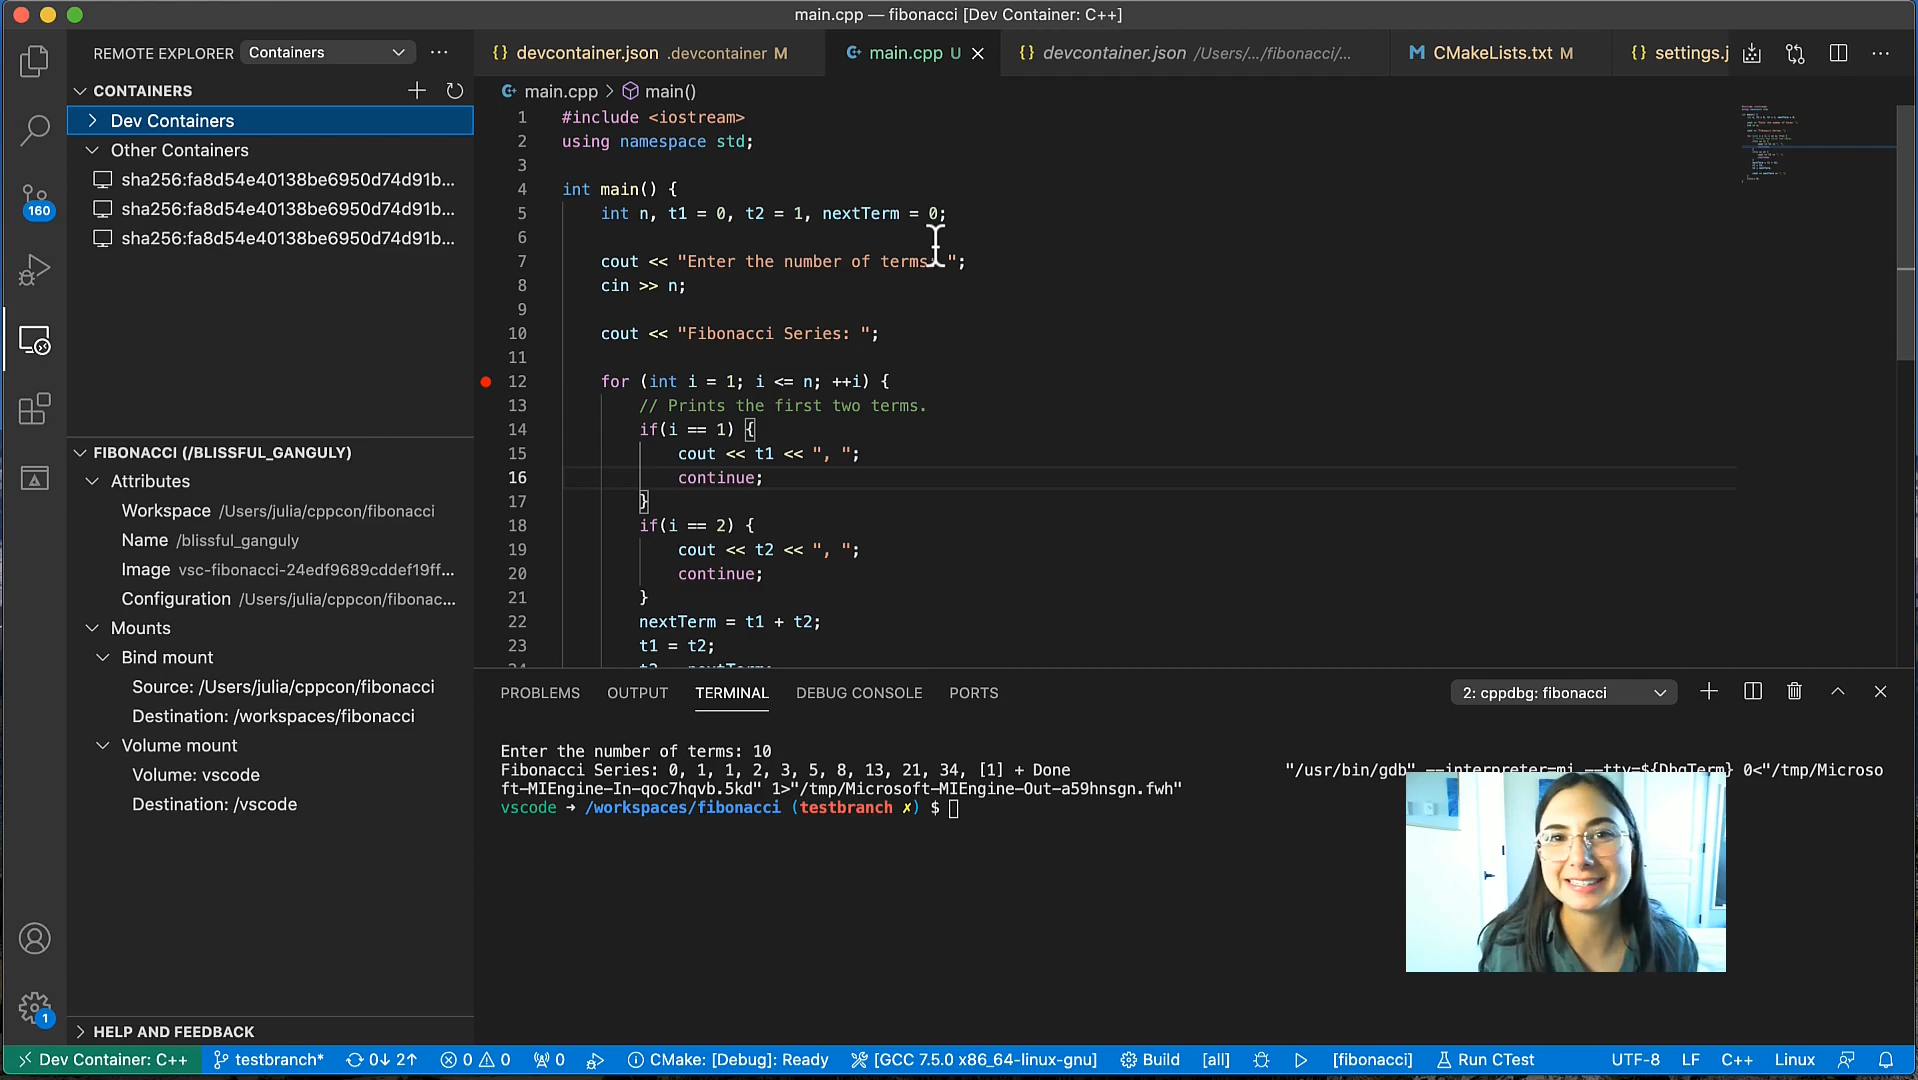 main.cpp — fibonacci [Dev Container: C++]
REMOTE EXPLORER Containers
devcontainer.json .devcontainer M
main.cpp U
devcontainer.json /Users/.../fibonacci/...
CMakeLists.txt M
settings.j
CONTAINERS
Dev Containers
Other Containers
sha256:fa8d54e40138be6950d74d91b...
sha256:fa8d54e40138be6950d74d91b...
sha256:fa8d54e40138be6950d74d91b...
160
FIBONACCI (/BLISSFUL_GANGULY)
Attributes
Workspace /Users/julia/cppcon/fibonacci
Name /blissful_ganguly
Image vsc-fibonacci-24edf9689cddef19ff...
Configuration /Users/julia/cppcon/fibonac...
Mounts
Bind mount
Source: /Users/julia/cppcon/fibonacci
Destination: /workspaces/fibonacci
Volume mount
Volume: vscode
Destination: /vscode
1
HELP AND FEEDBACK
main.cpp > main()
1 #include <iostream>
2 using namespace std;
3
4 int main() {
5 int n, t1 = 0, t2 = 1, nextTerm = 0;
6
7 cout << "Enter the number of terms: ";
8 cin >> n;
9
10 cout << "Fibonacci Series: ";
11
12 for (int i = 1; i <= n; ++i) {
13 // Prints the first two terms.
14 if(i == 1) {
15 cout << t1 << ", ";
16 continue;
17 }
18 if(i == 2) {
19 cout << t2 << ", ";
20 continue;
21 }
22 nextTerm = t1 + t2;
23 t1 = t2;
24 t2 = nextTerm;
PROBLEMS OUTPUT TERMINAL DEBUG CONSOLE PORTS
2: cppdbg: fibonacci
Enter the number of terms: 10
Fibonacci Series: 0, 1, 1, 2, 3, 5, 8, 13, 21, 34, [1] + Done "/usr/bin/gdb" --interpreter=mi --tty=${DbgTerm} 0<"/tmp/Microso
ft-MIEngine-In-qoc7hqvb.5kd" 1>"/tmp/Microsoft-MIEngine-Out-a59hnsgn.fwh"
vscode ➜ /workspaces/fibonacci (testbranch ✗) $
Dev Container: C++ testbranch* 0↓ 2↑ 0 0 0 CMake: [Debug]: Ready [GCC 7.5.0 x86_64-linux-gnu] Build [all] [fibonacci] Run CTest UTF-8 LF C++ Linux